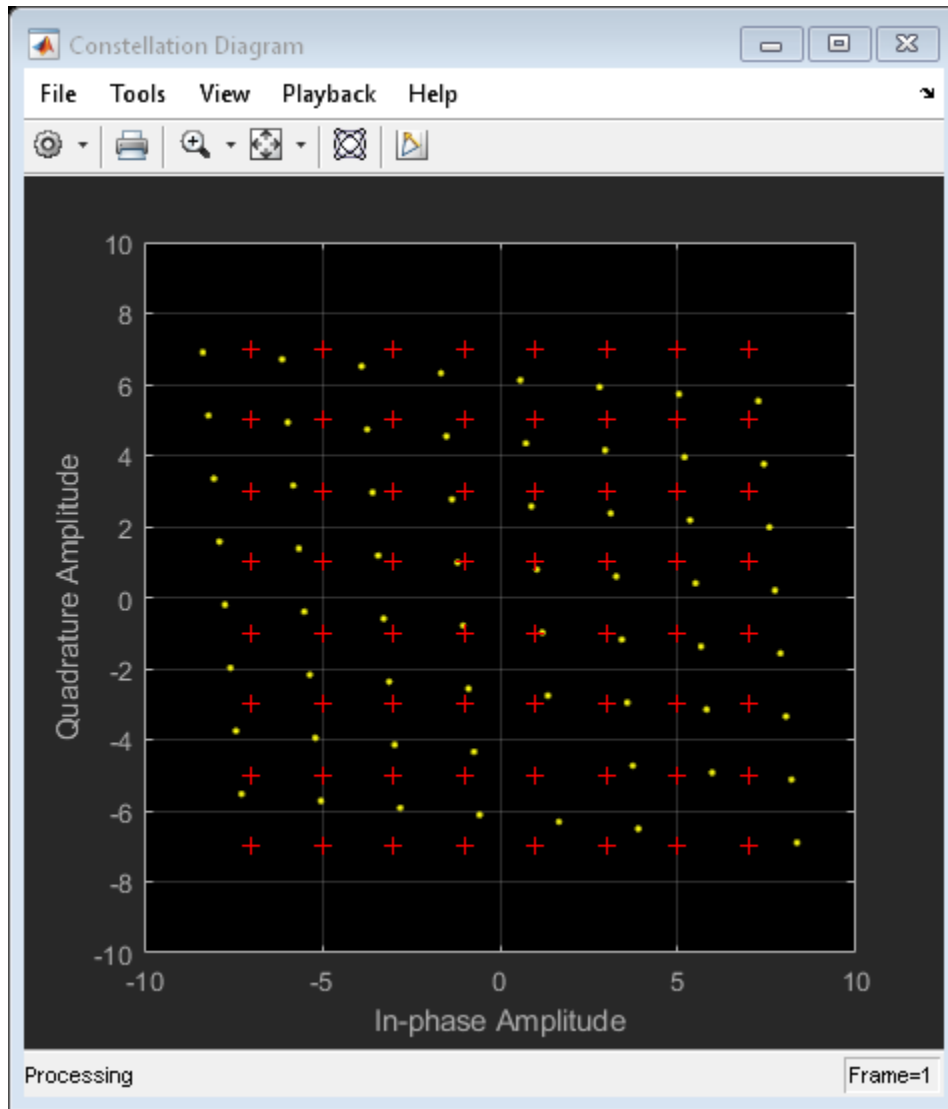 Constellation Diagram
File Tools View Playback Help
10
8
6
4
2
0
-2
-4
-6
-8
-10
Quadrature Amplitude
-10 -5 0 5 10
In-phase Amplitude
Processing Frame=1